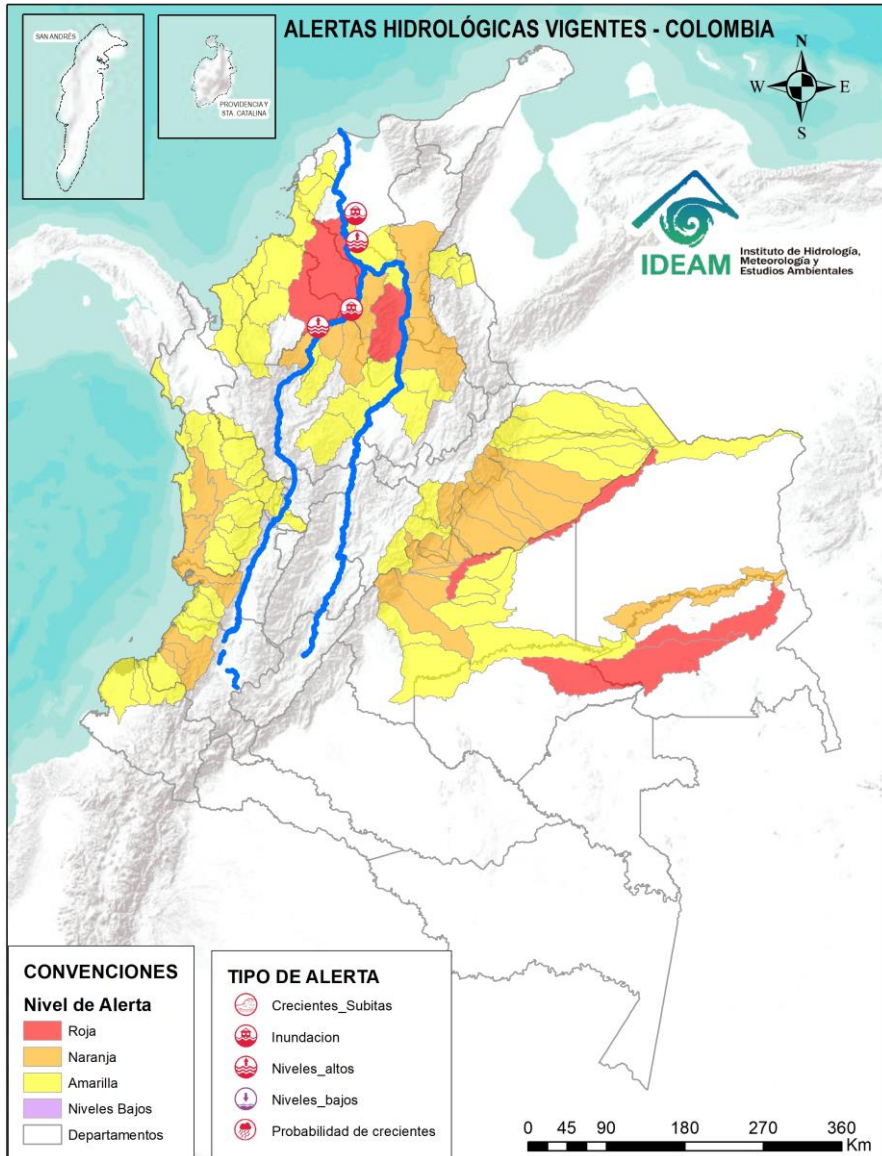 ALERTAS HIDROLÓGICAS VIGENTES - COLOMBIA
SAN ANDRÉS
PROVIDENCIA Y
STA. CATALINA
N
W
E
S
IDEAM
Instituto de Hidrología,
Meteorología y
Estudios Ambientales
CONVENCIONES
Nivel de Alerta
Roja
Naranja
Amarilla
Niveles Bajos
Departamentos
TIPO DE ALERTA
Crecientes_Subitas
Inundacion
Niveles_altos
Niveles_bajos
Probabilidad de crecientes
0 45 90 180 270 360
Km